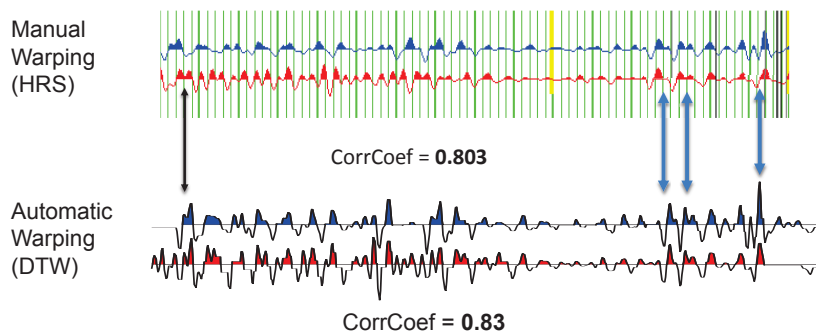 Manual
Warping
(HRS)
CorrCoef = 0.803
Automatic
Warping
(DTW)
CorrCoef = 0.83